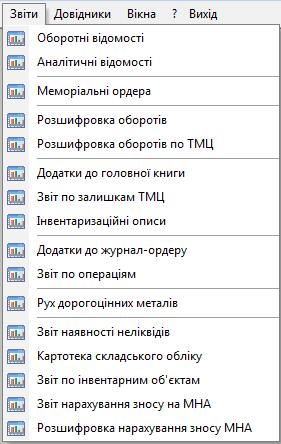 Звіти Довідники Вікна ? Вихід
Оборотні відомості
Аналітичні відомості
Меморіальні ордера
Розшифровка оборотів
Розшифровка оборотів по ТМЦ
Додатки до головної книги
Звіт по залишкам ТМЦ
Інвентаризаційні описи
Додатки до журнал-ордеру
Звіт по операціям
Рух дорогоцінних металів
Звіт наявності неліквідів
Картотека складського обліку
Звіт по інвентарним об'єктам
Звіт нарахування зносу на МНА
Розшифровка нарахування зносу МНА